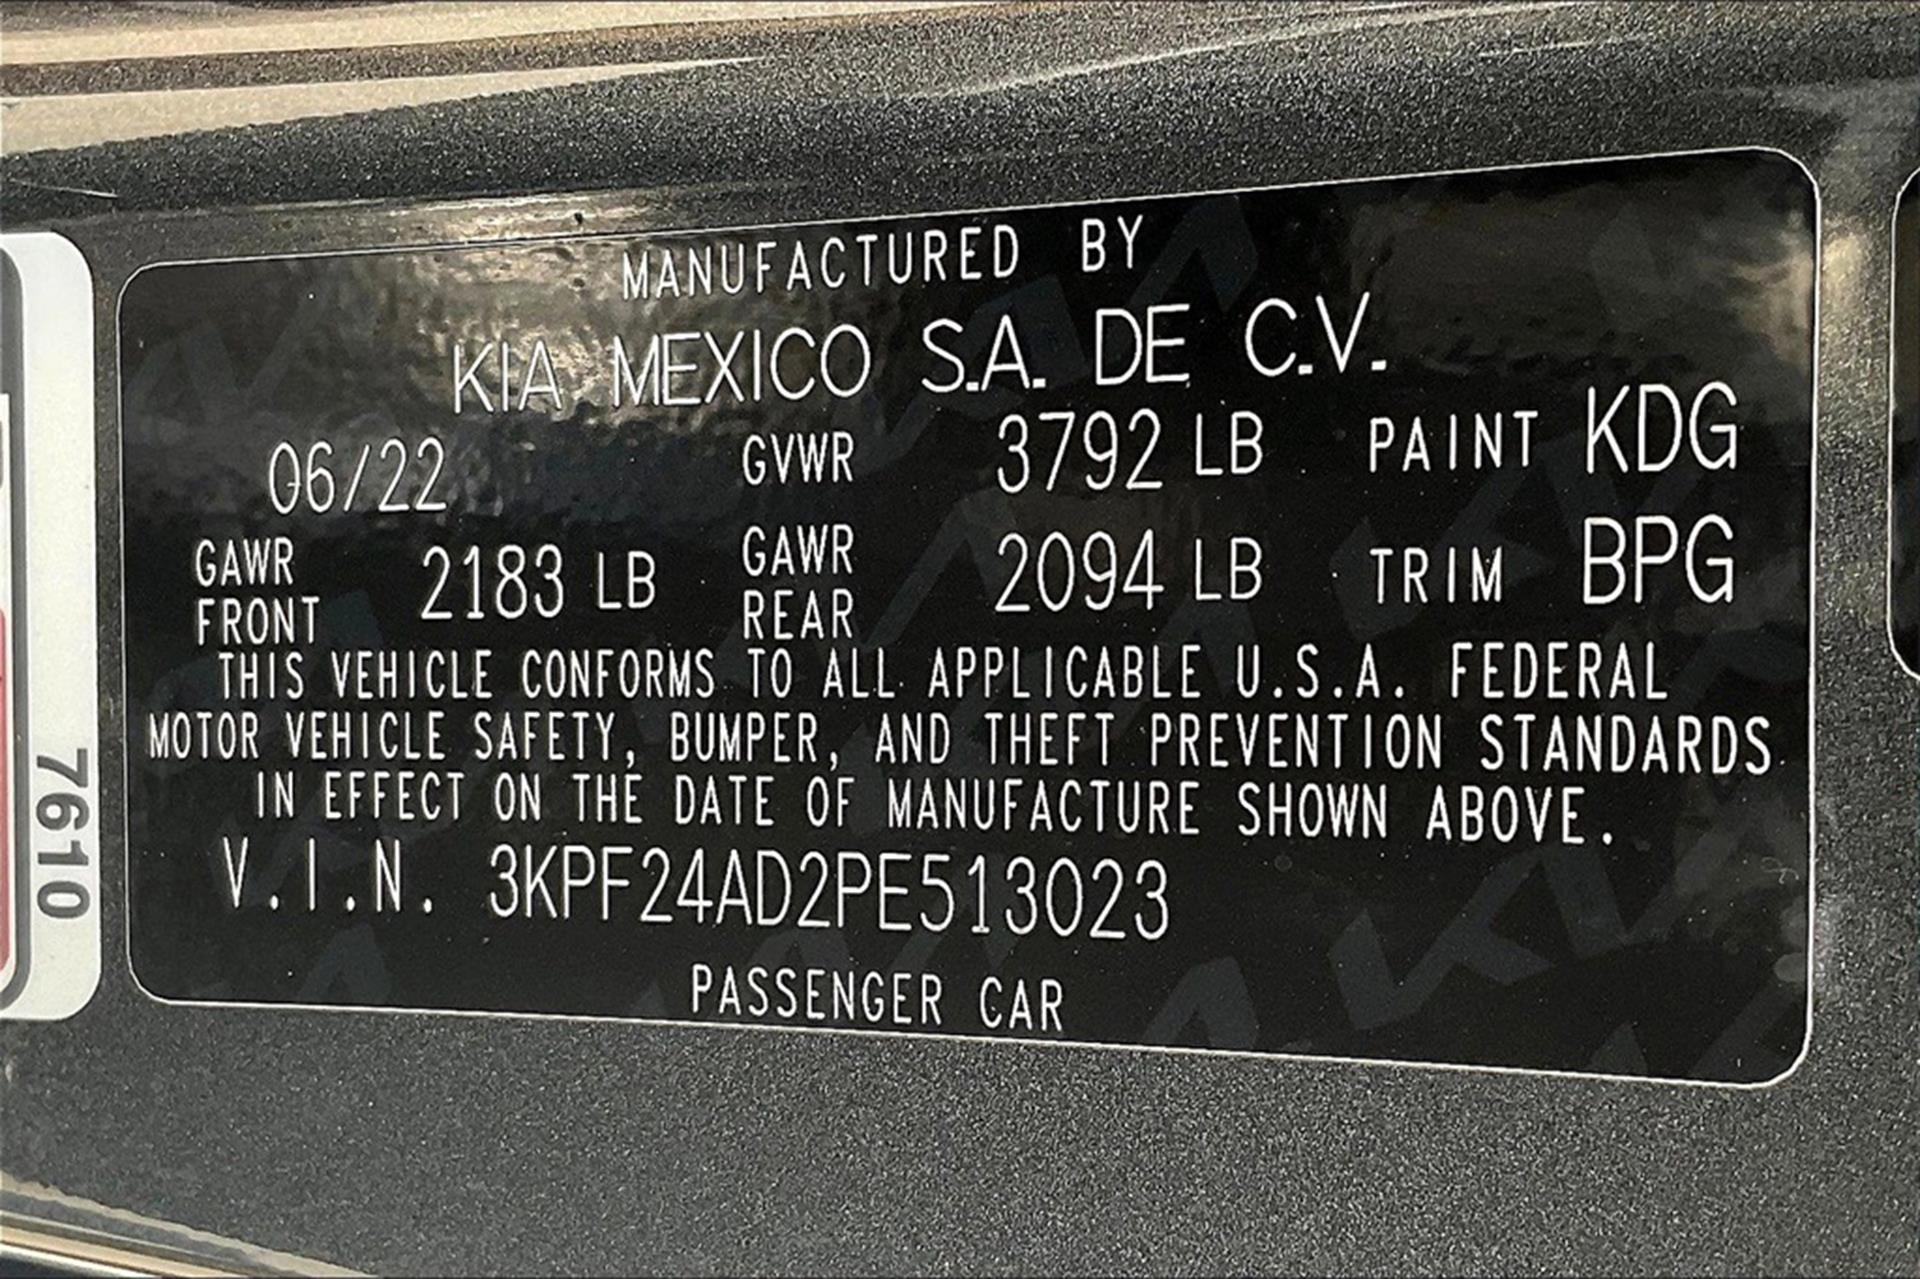 MANUFACTURED BY
KIA MEXICO S.A. DE C.V.
06/22 GVWR 3792 LB PAINT KDG
GAWR FRONT 2183 LB GAWR REAR 2094 LB TRIM BPG
THIS VEHICLE CONFORMS TO ALL APPLICABLE U.S.A. FEDERAL
MOTOR VEHICLE SAFETY, BUMPER, AND THEFT PREVENTION STANDARDS
IN EFFECT ON THE DATE OF MANUFACTURE SHOWN ABOVE.
V.I.N. 3KPF24AD2PE513023
PASSENGER CAR
7610